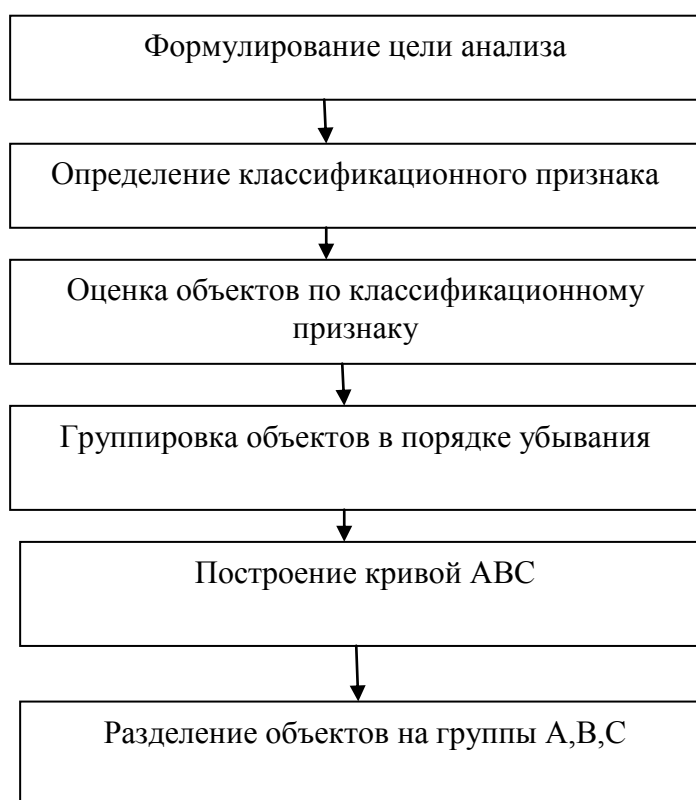 Формулирование цели анализа
Определение классификационного признака
Оценка объектов по классификационному
признаку
Группировка объектов в порядке убывания
Построение кривой АВС
Разделение объектов на группы А,В,С